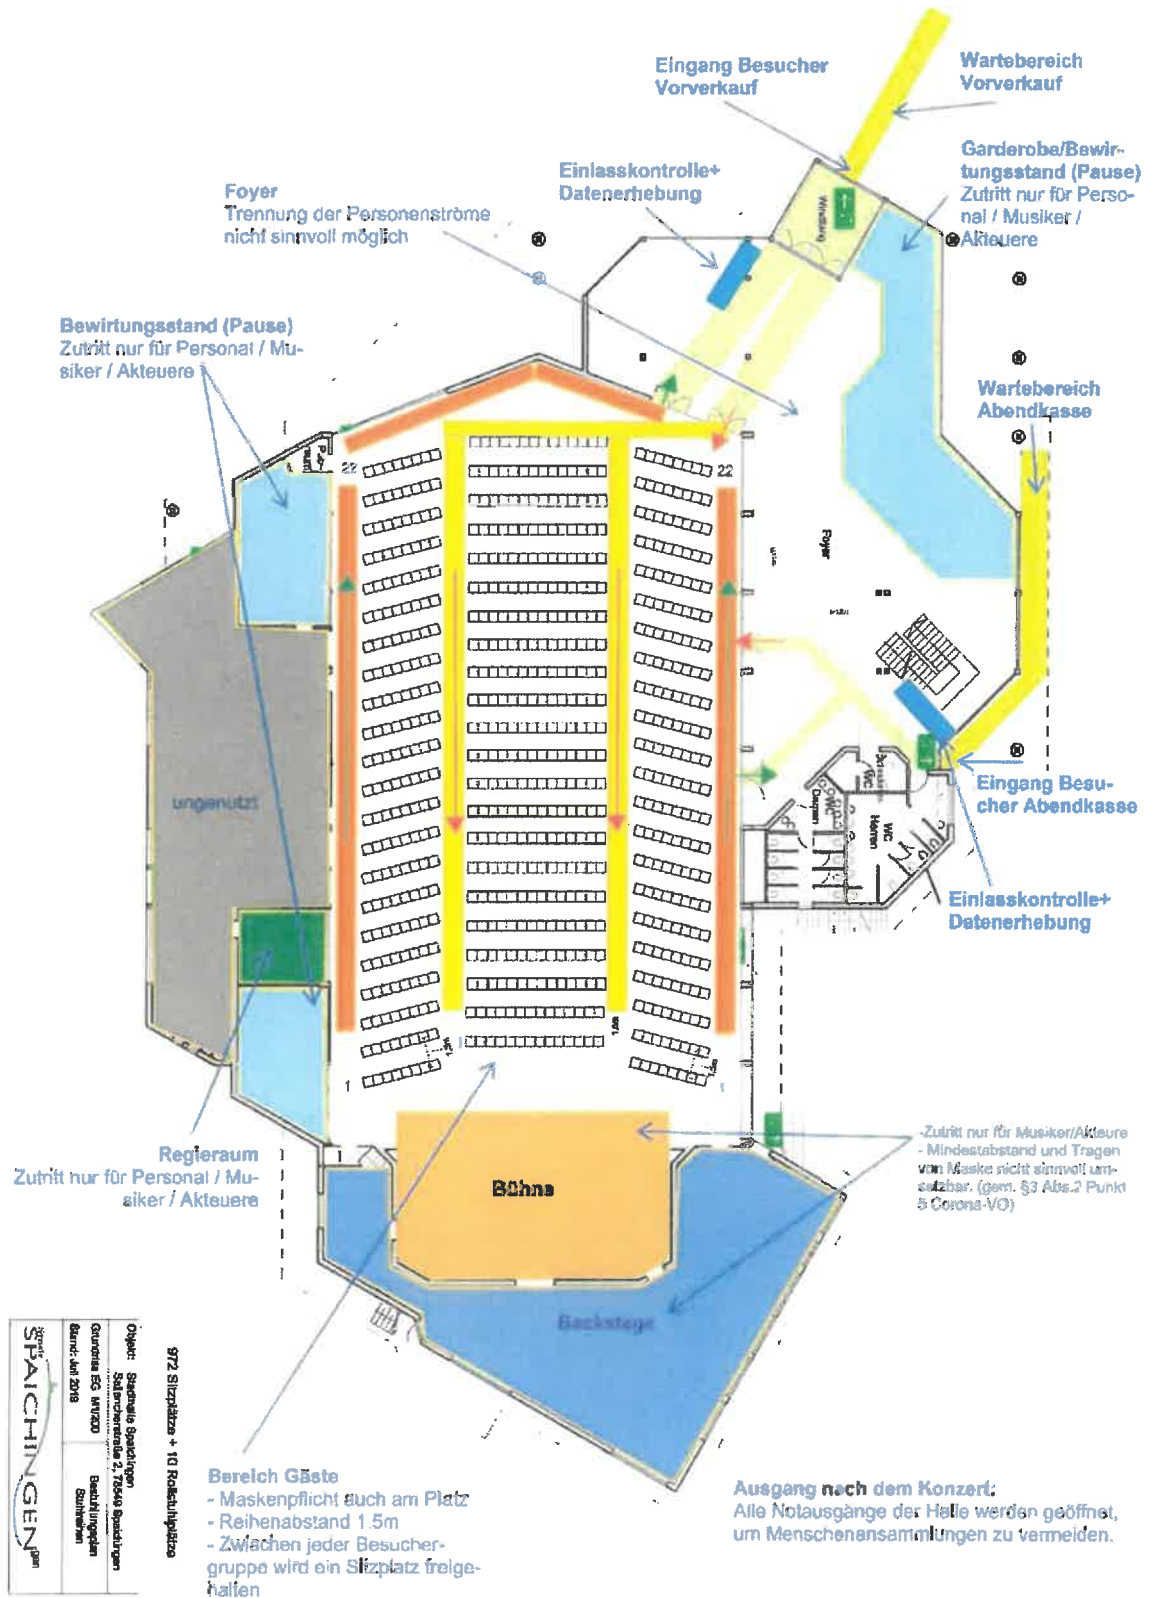 Eingang Besucher
Vorverkauf
Wartebereich
Vorverkauf
Garderobe/Bewir-
tungsstand (Pause)
Zutritt nur für Perso-
nal / Musiker /
Akteuere
Einlasskontrolle+
Datenerhebung
Windfang
Foyer
Trennung der Personenströme
nicht sinnvoll möglich
Bewirtungsstand (Pause)
Zutritt nur für Personal / Mu-
siker / Akteuere
Wartebereich
Abendkasse
22
22
Foyer
ungenutzt
WC
Damen
WC
WC
Herren
Eingang Besu-
cher Abendkasse
Einlasskontrolle+
Datenerhebung
1
1
1
Regieraum
Zutritt nur für Personal / Mu-
siker / Akteuere
Bühne
-Zutritt nur für Musiker/Akteure
- Mindestabstand und Tragen
von Maske nicht sinnvoll um-
setzbar. (gem. §3 Abs.2 Punkt
5 Corona-VO)
Backstage
972 Sitzplätze + 10 Rollstuhlplätze
Objekt: Stadthalle Spaichingen
78549 Spaichingen
Grundriss EG M1/200
Bestuhlungsplan
Stuhlreihen
SPAICHINGEN
Bereich Gäste
- Maskenpflicht auch am Platz
- Reihenabstand 1.5m
- Zwischen jeder Besucher-
gruppe wird ein Sitzplatz freige-
halten
Ausgang nach dem Konzert:
Alle Notausgänge der Halle werden geöffnet,
um Menschenansammlungen zu vermeiden.